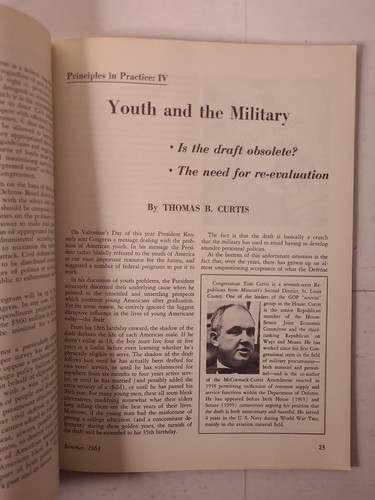 Principles in Practice: IV
Youth and the Military
• Is the draft obsolete?
• The need for re-evaluation
By THOMAS B. CURTIS
On Valentine's Day of this year President Ken-
nedy sent Congress a message dealing with the prob-
lems of American youth. In his message the Presi-
dent rather blithely referred to the youth of America
as our most important resource for the future, and
suggested a number of federal programs to put it to
work.
In his discussion of youth problems, the President
accurately discerned their underlying cause when he
pointed to the unsettled and unsettling prospects
which confront young Americans after graduation.
Yet for some reason, he entirely ignored the biggest
disruptive influence in the lives of young Americans
today—the draft.
From his 18th birthday onward, the shadow of the
draft darkens the life of each American male. If he
doesn't enlist at 18, the boy must live four or five
years in a limbo before even learning whether he's
physically eligible to serve. The shadow of the draft
follows him until he has actually been drafted for
two years' service, or until he has volunteered for
anywhere from six months to four years active serv-
ice, or until he has married (and possibly added the
extra security of a child), or until he has passed his
26th year. For many young men, these all seem bleak
alternatives, muddying somewhat what their elders
keep telling them are the best years of their lives.
Moreover, if the young man had the misfortune of
having a college education (and a concomitant de-
ferment) during these golden years, the turmoil of
the draft will be extended to his 35th birthday.
The fact is that the draft is basically a crutch
that the military has used to avoid having to develop
sounder personnel policies.
At the bottom of this unfortunate situation is the
fact that, over the years, there has grown up an al-
most unquestioning acceptance of what the Defense
Congressman Tom Curtis is a seventh-term Re-
publican from Missouri's Second District, St. Louis
County. One of the leaders of the GOP "activist"
group in the House, Curtis
is the senior Republican
member of the House-
Senate Joint Economic
Committee and the third-
ranking Republican on
Ways and Means. He has
worked since his first Con-
gressional term in the field
of military procurement—
both material and person-
nel—and is the co-author
of the McCormack-Curtis Amendment enacted in
1958 permitting unification of common supply and
service functions within the Department of Defense.
He has appeared before both House (1963) and
Senate (1959) committees arguing his position that
the draft is both unnecessary and harmful. He served
4 years in the U. S. Navy during World War Two,
mainly in the aviation material field.
Summer, 1963
25